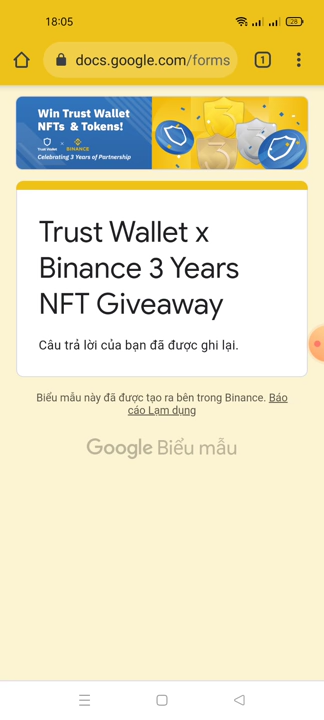 18:05
28
docs.google.com/forms
1
Win Trust Wallet
NFTs & Tokens!
Trust Wallet x BINANCE
Celebrating 3 Years of Partnership
Trust Wallet x
Binance 3 Years
NFT Giveaway
Câu trả lời của bạn đã được ghi lại.
Biểu mẫu này đã được tạo ra bên trong Binance. Báo
cáo Lạm dụng
Google Biểu mẫu